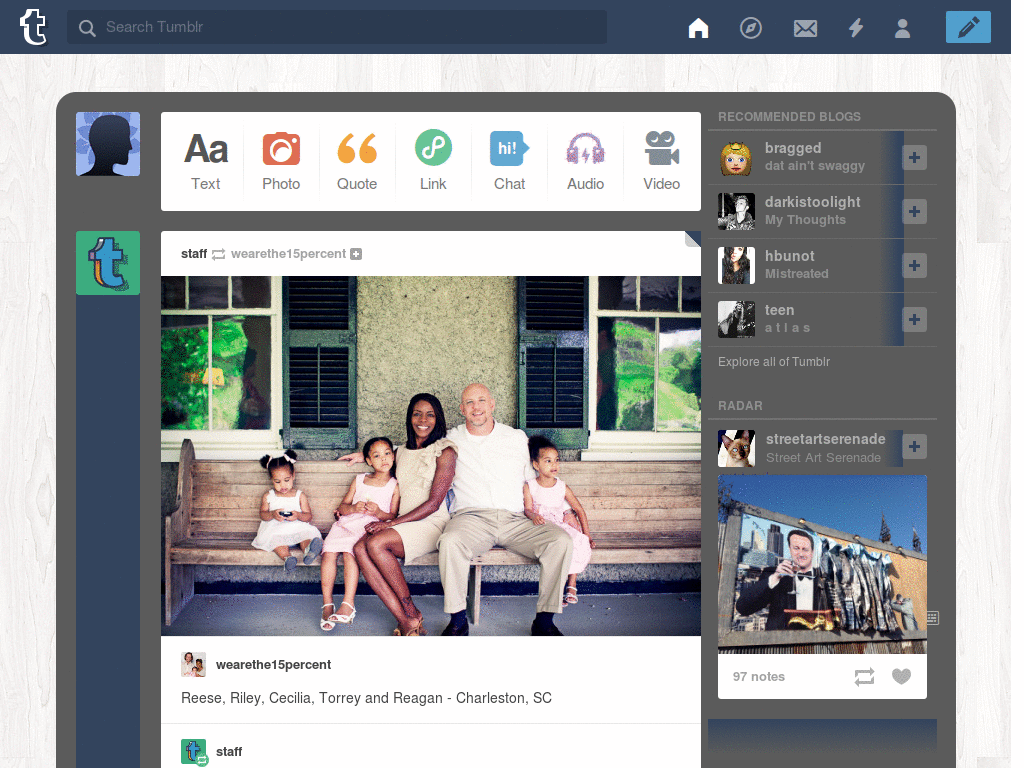 Search Tumblr
Aa
hi!
Text Photo Quote Link Chat Audio Video
staff wearethe15percent
wearethe15percent
Reese, Riley, Cecilia, Torrey and Reagan - Charleston, SC
staff
RECOMMENDED BLOGS
bragged
dat ain't swaggy
darkistoolight
My Thoughts
hbunot
Mistreated
teen
a t l a s
Explore all of Tumblr
RADAR
streetartserenade
Street Art Serenade
97 notes